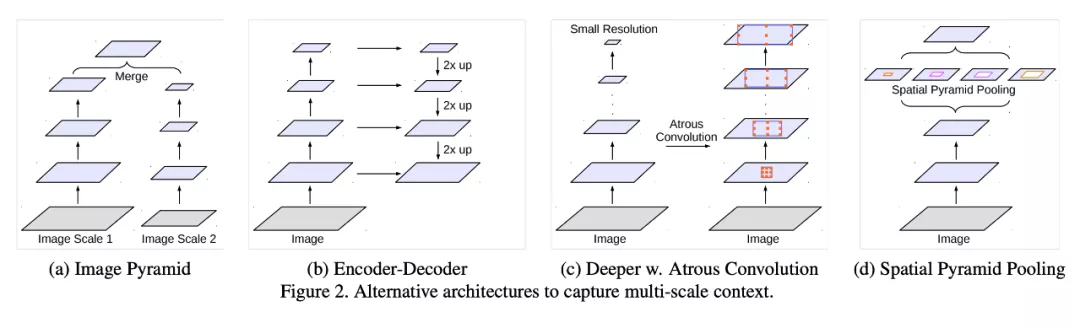 Merge
Image Scale 1
Image Scale 2
(a) Image Pyramid
2x up
2x up
2x up
Image
(b) Encoder-Decoder
Small Resolution
Atrous
Convolution
Image
Image
(c) Deeper w. Atrous Convolution
Spatial Pyramid Pooling
Image
(d) Spatial Pyramid Pooling
Figure 2. Alternative architectures to capture multi-scale context.